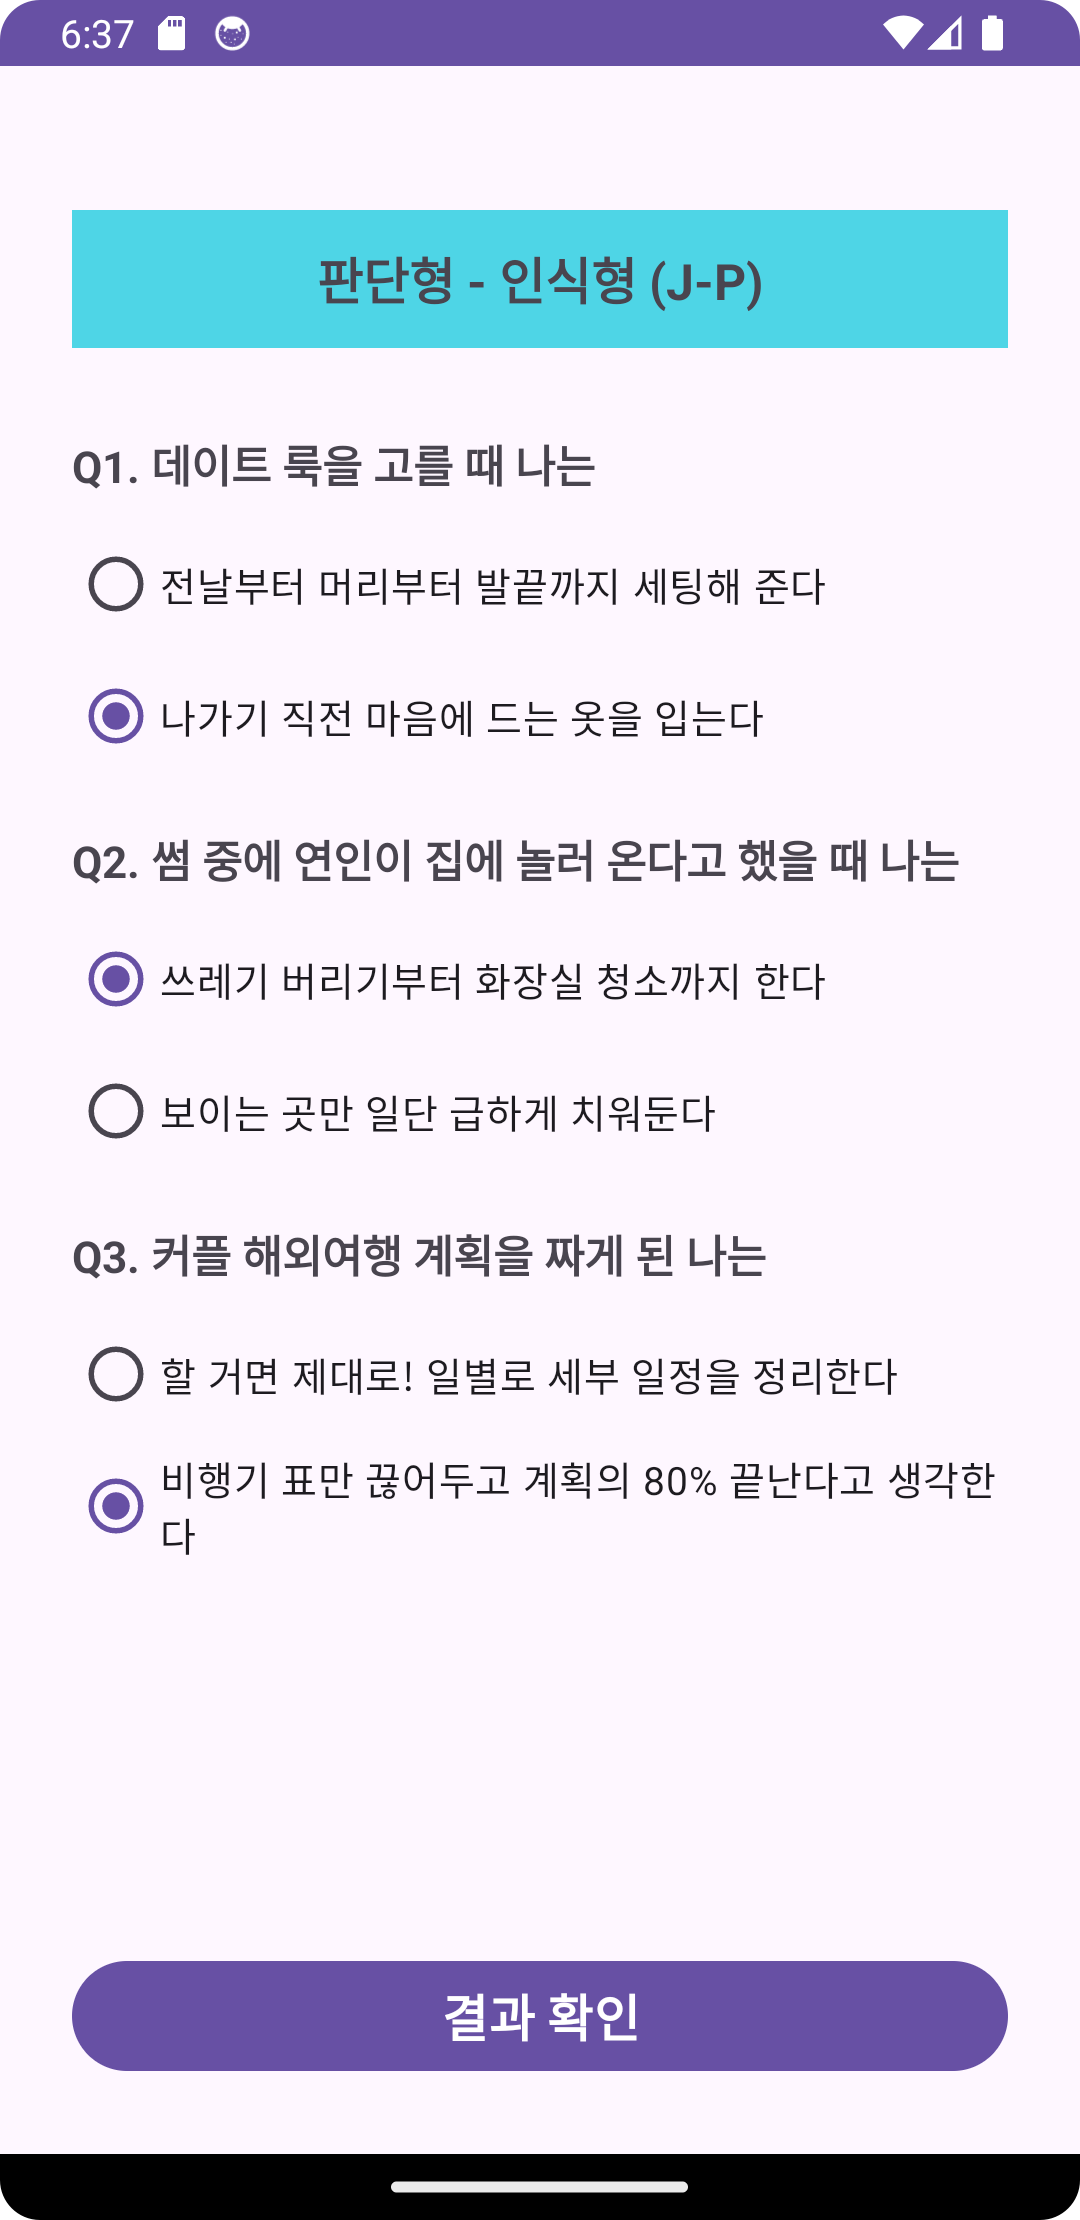 6:37
판단형 - 인식형 (J-P)
Q1. 데이트 룩을 고를 때 나는
전날부터 머리부터 발끝까지 세팅해 준다
나가기 직전 마음에 드는 옷을 입는다
Q2. 썸 중에 연인이 집에 놀러 온다고 했을 때 나는
쓰레기 버리기부터 화장실 청소까지 한다
보이는 곳만 일단 급하게 치워둔다
Q3. 커플 해외여행 계획을 짜게 된 나는
할 거면 제대로! 일별로 세부 일정을 정리한다
비행기 표만 끊어두고 계획의 80% 끝난다고 생각한
다
결과 확인